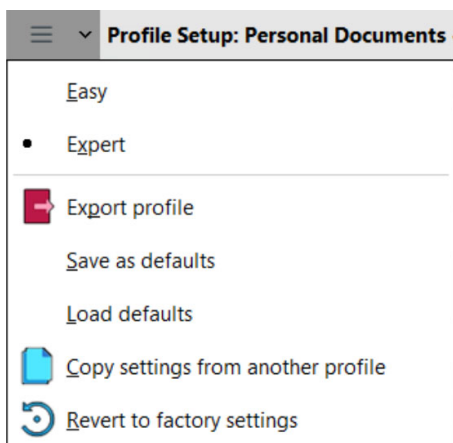 Profile Setup: Personal Documents
Easy
Expert
Export profile
Save as defaults
Load defaults
Copy settings from another profile
Revert to factory settings